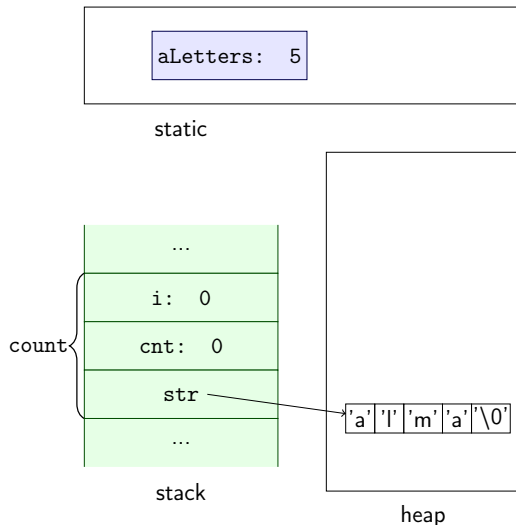 aLetters: 5
static
...
i: 0
count
cnt: 0
str
'a' 'l' 'm' 'a' '\0'
...
stack
heap